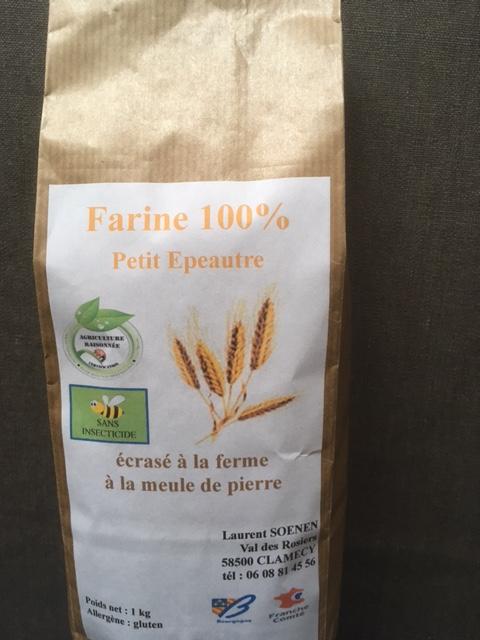 Farine 100%
Petit Epeautre
AGRICULTURE
RAISONNÉE
CERTIFICATION
SANS
INSECTICIDE
écrasé à la ferme
à la meule de pierre
Laurent SOENEN
Val des Rosiers
58500 CLAMECY
tél : 06 08 81 45 56
Poids net : 1 kg
Allergène : gluten
Bourgogne
Franche
Comté